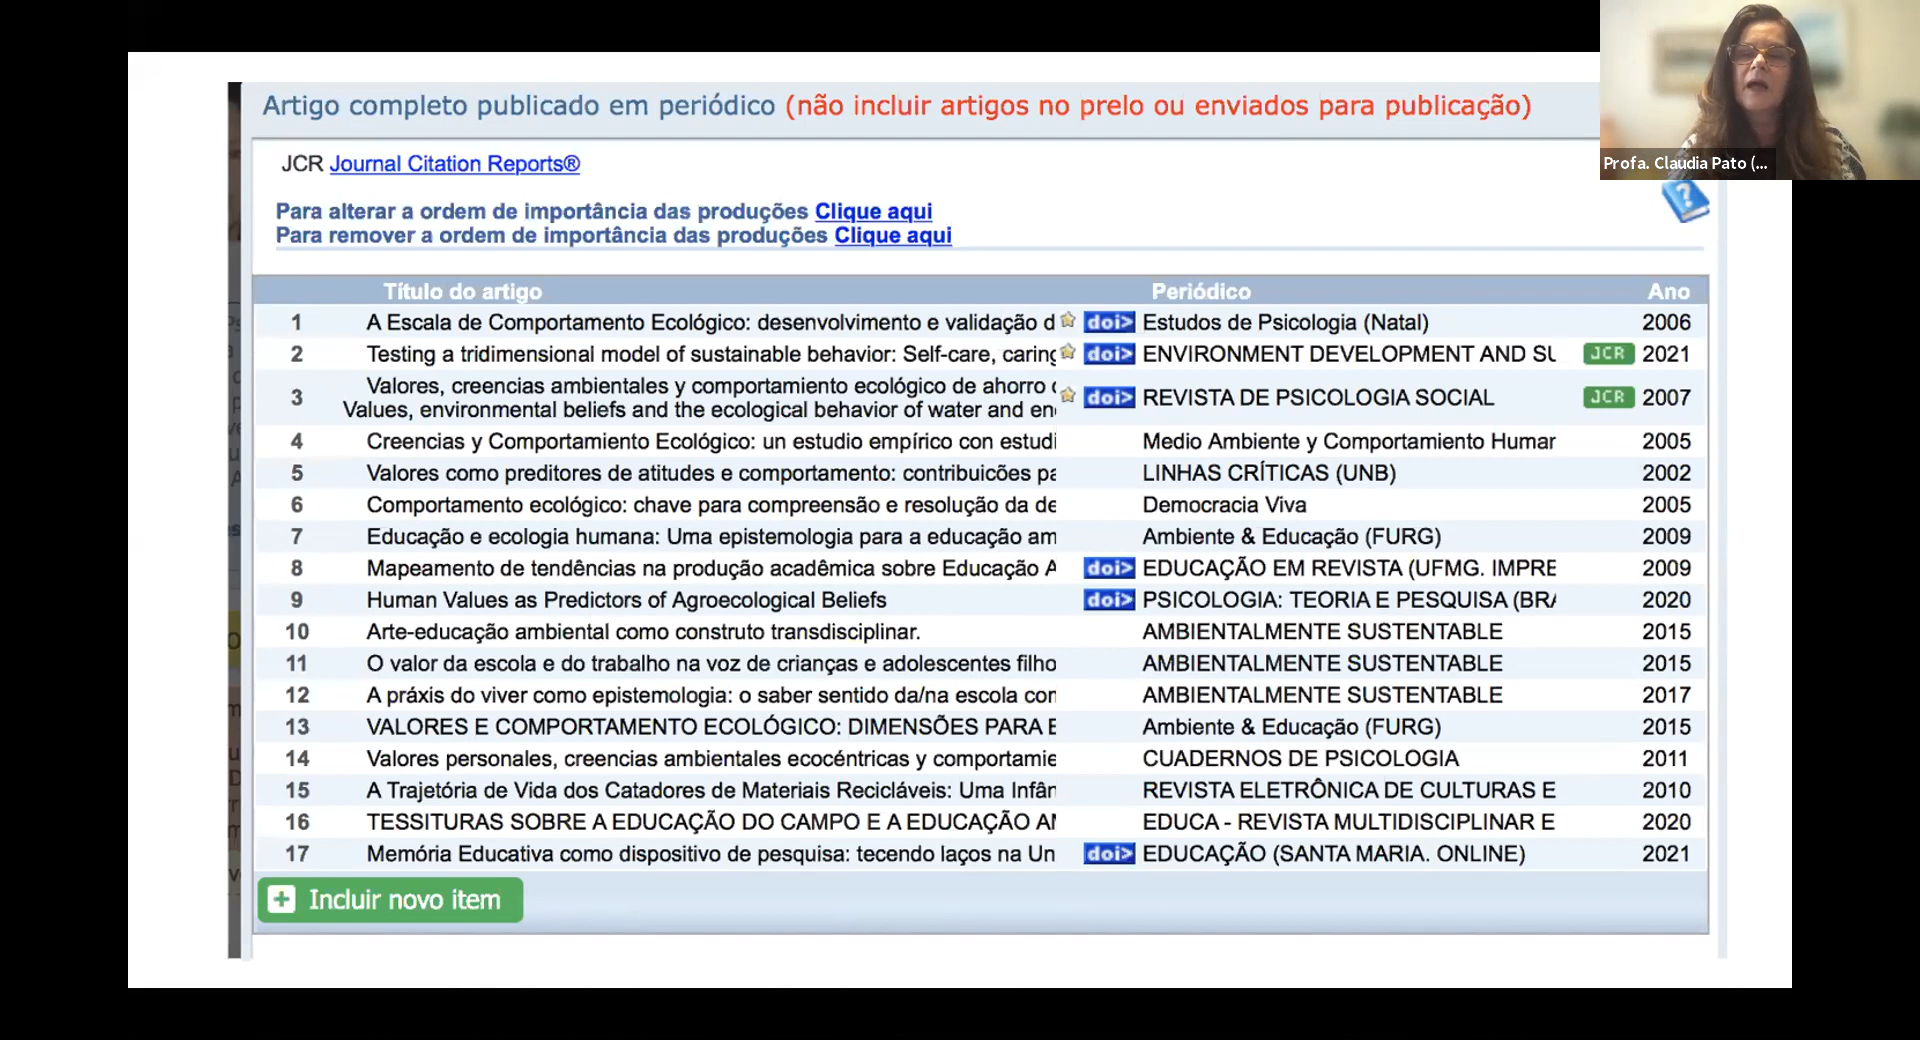 Artigo completo publicado em periódico (não incluir artigos no prelo ou enviados para publicação)
Profa. Claudia Pato (...
JCR Journal Citation Reports®
Para alterar a ordem de importância das produções Clique aqui
Para remover a ordem de importância das produções Clique aqui
Título do artigo Periódico Ano
1 A Escala de Comportamento Ecológico: desenvolvimento e validação d doi> Estudos de Psicologia (Natal) 2006
2 Testing a tridimensional model of sustainable behavior: Self-care, caring doi> ENVIRONMENT DEVELOPMENT AND SU JCR 2021
3 Valores, creencias ambientales y comportamiento ecológico de ahorro doi> REVISTA DE PSICOLOGIA SOCIAL JCR 2007
Values, environmental beliefs and the ecological behavior of water and en
4 Creencias y Comportamiento Ecológico: un estudio empírico con estudi Medio Ambiente y Comportamiento Humar 2005
5 Valores como preditores de atitudes e comportamento: contribuicões pa LINHAS CRÍTICAS (UNB) 2002
6 Comportamento ecológico: chave para compreensão e resolução da de Democracia Viva 2005
7 Educação e ecologia humana: Uma epistemologia para a educação am Ambiente & Educação (FURG) 2009
8 Mapeamento de tendências na produção acadêmica sobre Educação A doi> EDUCAÇÃO EM REVISTA (UFMG. IMPRE 2009
9 Human Values as Predictors of Agroecological Beliefs doi> PSICOLOGIA: TEORIA E PESQUISA (BRA 2020
10 Arte-educação ambiental como construto transdisciplinar. AMBIENTALMENTE SUSTENTABLE 2015
11 O valor da escola e do trabalho na voz de crianças e adolescentes filho AMBIENTALMENTE SUSTENTABLE 2015
12 A práxis do viver como epistemologia: o saber sentido da/na escola con AMBIENTALMENTE SUSTENTABLE 2017
13 VALORES E COMPORTAMENTO ECOLÓGICO: DIMENSÕES PARA E Ambiente & Educação (FURG) 2015
14 Valores personales, creencias ambientales ecocéntricas y comportamie CUADERNOS DE PSICOLOGIA 2011
15 A Trajetória de Vida dos Catadores de Materiais Recicláveis: Uma Infân REVISTA ELETRÔNICA DE CULTURAS E 2010
16 TESSITURAS SOBRE A EDUCAÇÃO DO CAMPO E A EDUCAÇÃO AM EDUCA - REVISTA MULTIDISCIPLINAR E 2020
17 Memória Educativa como dispositivo de pesquisa: tecendo laços na Un doi> EDUCAÇÃO (SANTA MARIA. ONLINE) 2021
Incluir novo item